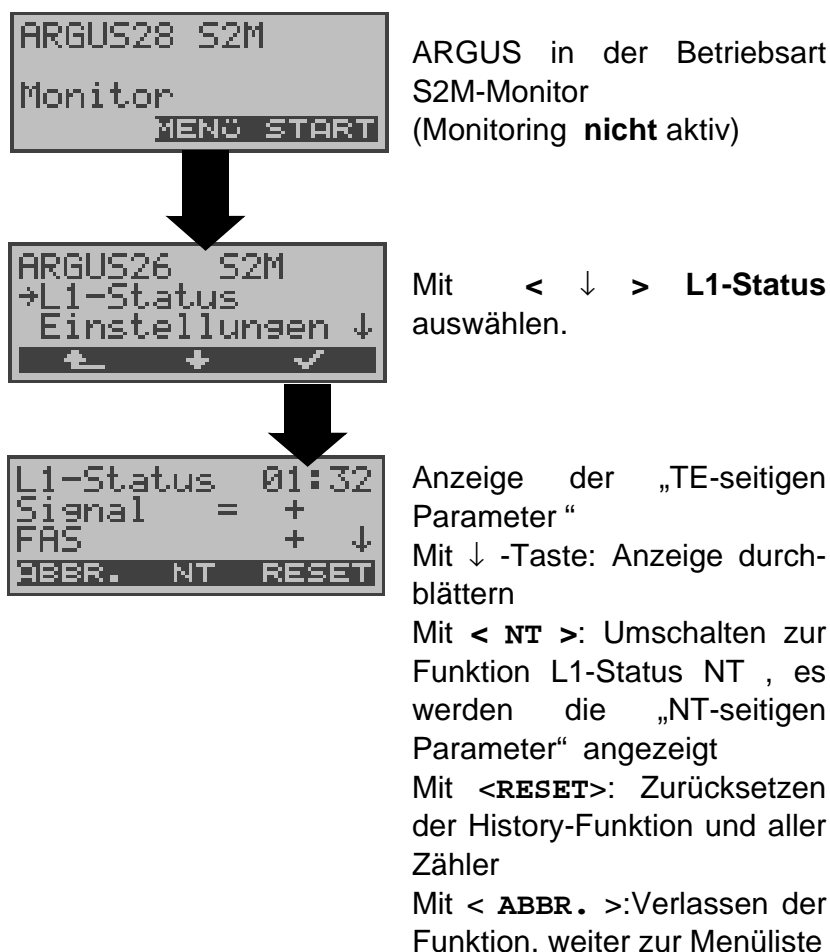 ARGUS28 S2M
Monitor
MENÜ START
ARGUS in der Betriebsart
S2M-Monitor
(Monitoring nicht aktiv)
ARGUS26 S2M
→L1-Status
Einstellungen ↓
Mit < ↓ > L1-Status
auswählen.
L1-Status 01:32
Signal = +
FAS + ↓
ABBR. NT RESET
Anzeige der „TE-seitigen
Parameter “
Mit ↓ -Taste: Anzeige durch-
blättern
Mit < NT >: Umschalten zur
Funktion L1-Status NT , es
werden die „NT-seitigen
Parameter“ angezeigt
Mit <RESET>: Zurücksetzen
der History-Funktion und aller
Zähler
Mit < ABBR. >:Verlassen der
Funktion, weiter zur Menüliste